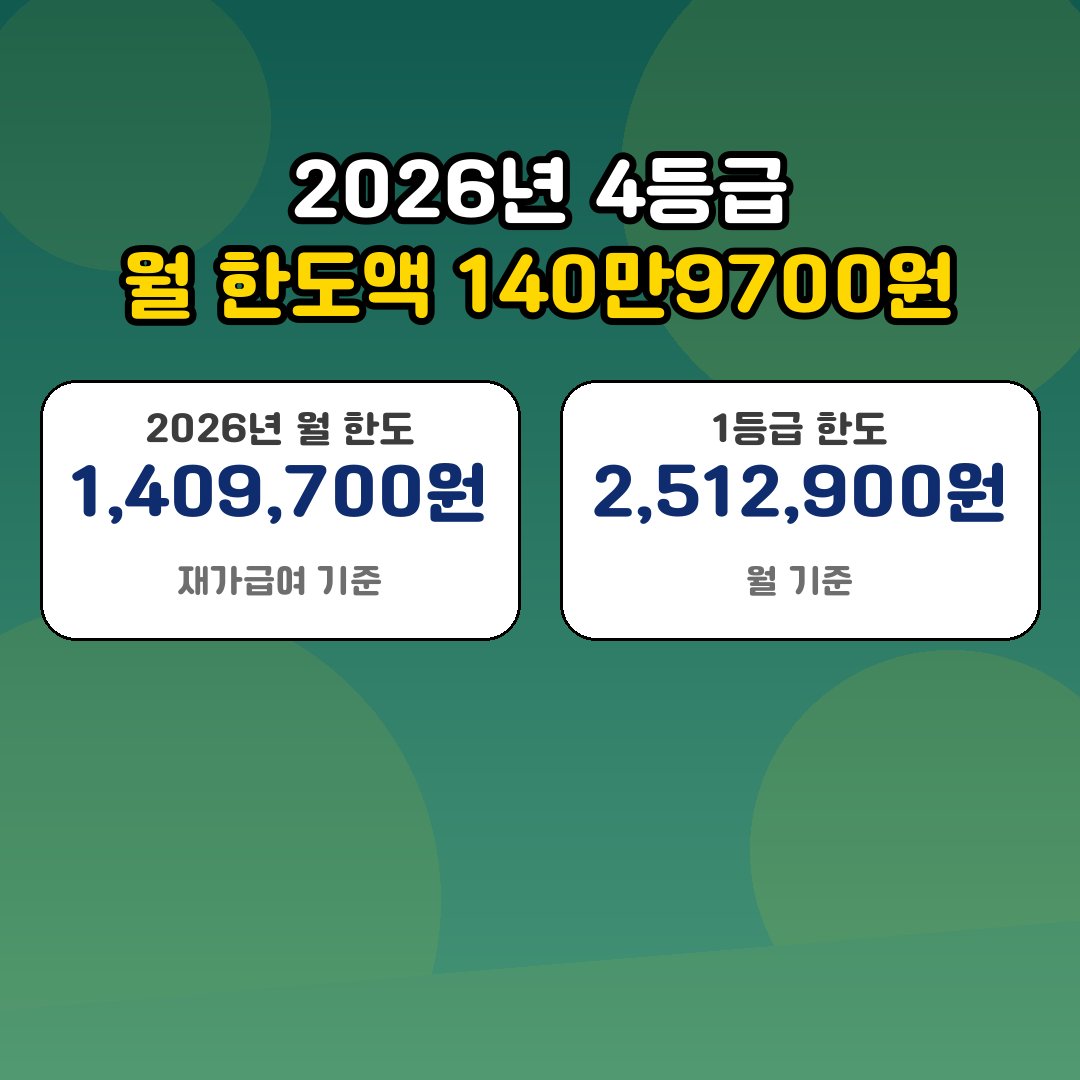 2026년 4등급
월 한도액 140만9700원
2026년 월 한도
1,409,700원
재가급여 기준
1등급 한도
2,512,900원
월 기준